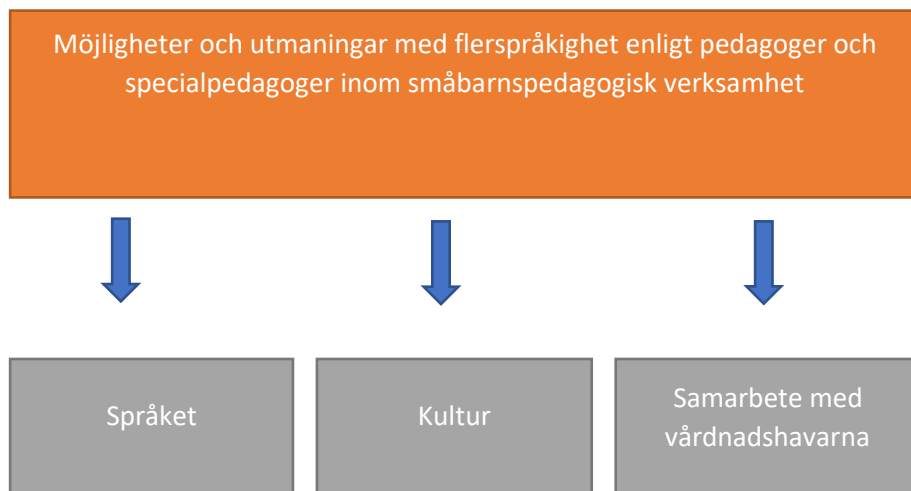 Möjligheter och utmaningar med flerspråkighet enligt pedagoger och
specialpedagoger inom småbarnspedagogisk verksamhet
Språket
Kultur
Samarbete med
vårdnadshavarna